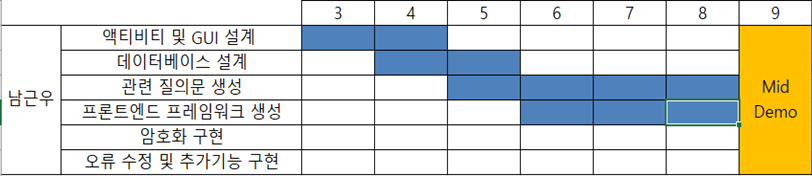 3 4 5 6 7 8 9
액티비티 및 GUI 설계
데이터베이스 설계
관련 질의문 생성
남근우
프론트엔드 프레임워크 생성
암호화 구현
오류 수정 및 추가기능 구현
Mid
Demo